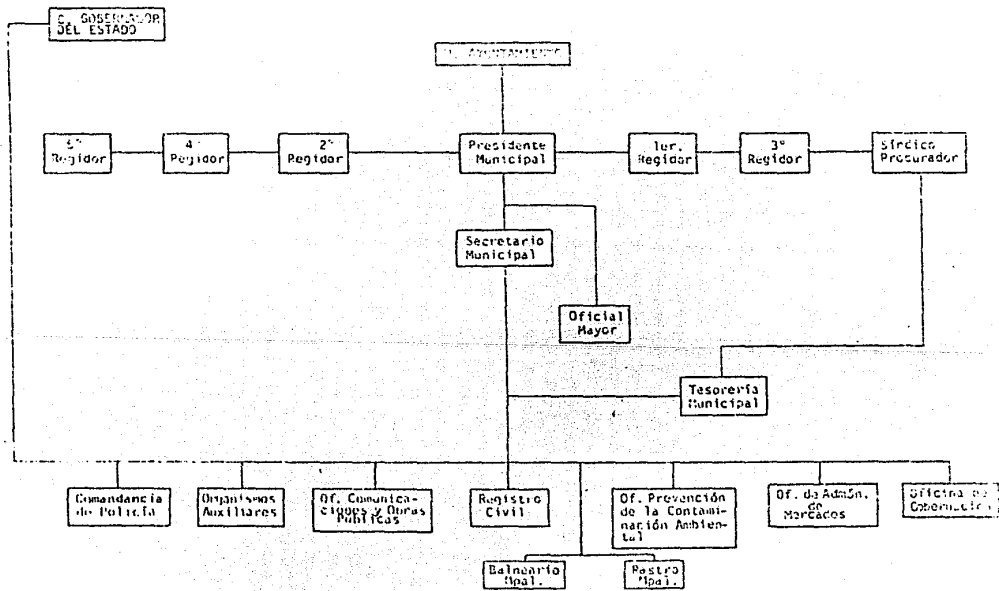 C. GOBERNADOR
DEL ESTADO
H. AYUNTAMIENTO
Regidor
4°
Regidor
2°
Regidor
Presidente
Municipal
1er.
Regidor
3°
Regidor
Síndico
Procurador
Secretario
Municipal
Oficial
Mayor
Tesorería
Municipal
Comandancia
de Policía
Organismos
Auxiliares
Of. Comunica-
ciones y Obras
Públicas
Registro
Civil
Of. Prevención
de la Contami-
nación Ambien-
tal
Of. de Admón.
de
Mercados
Oficina de
Gobernación
Balneario
Mpal.
Rastro
Mpal.